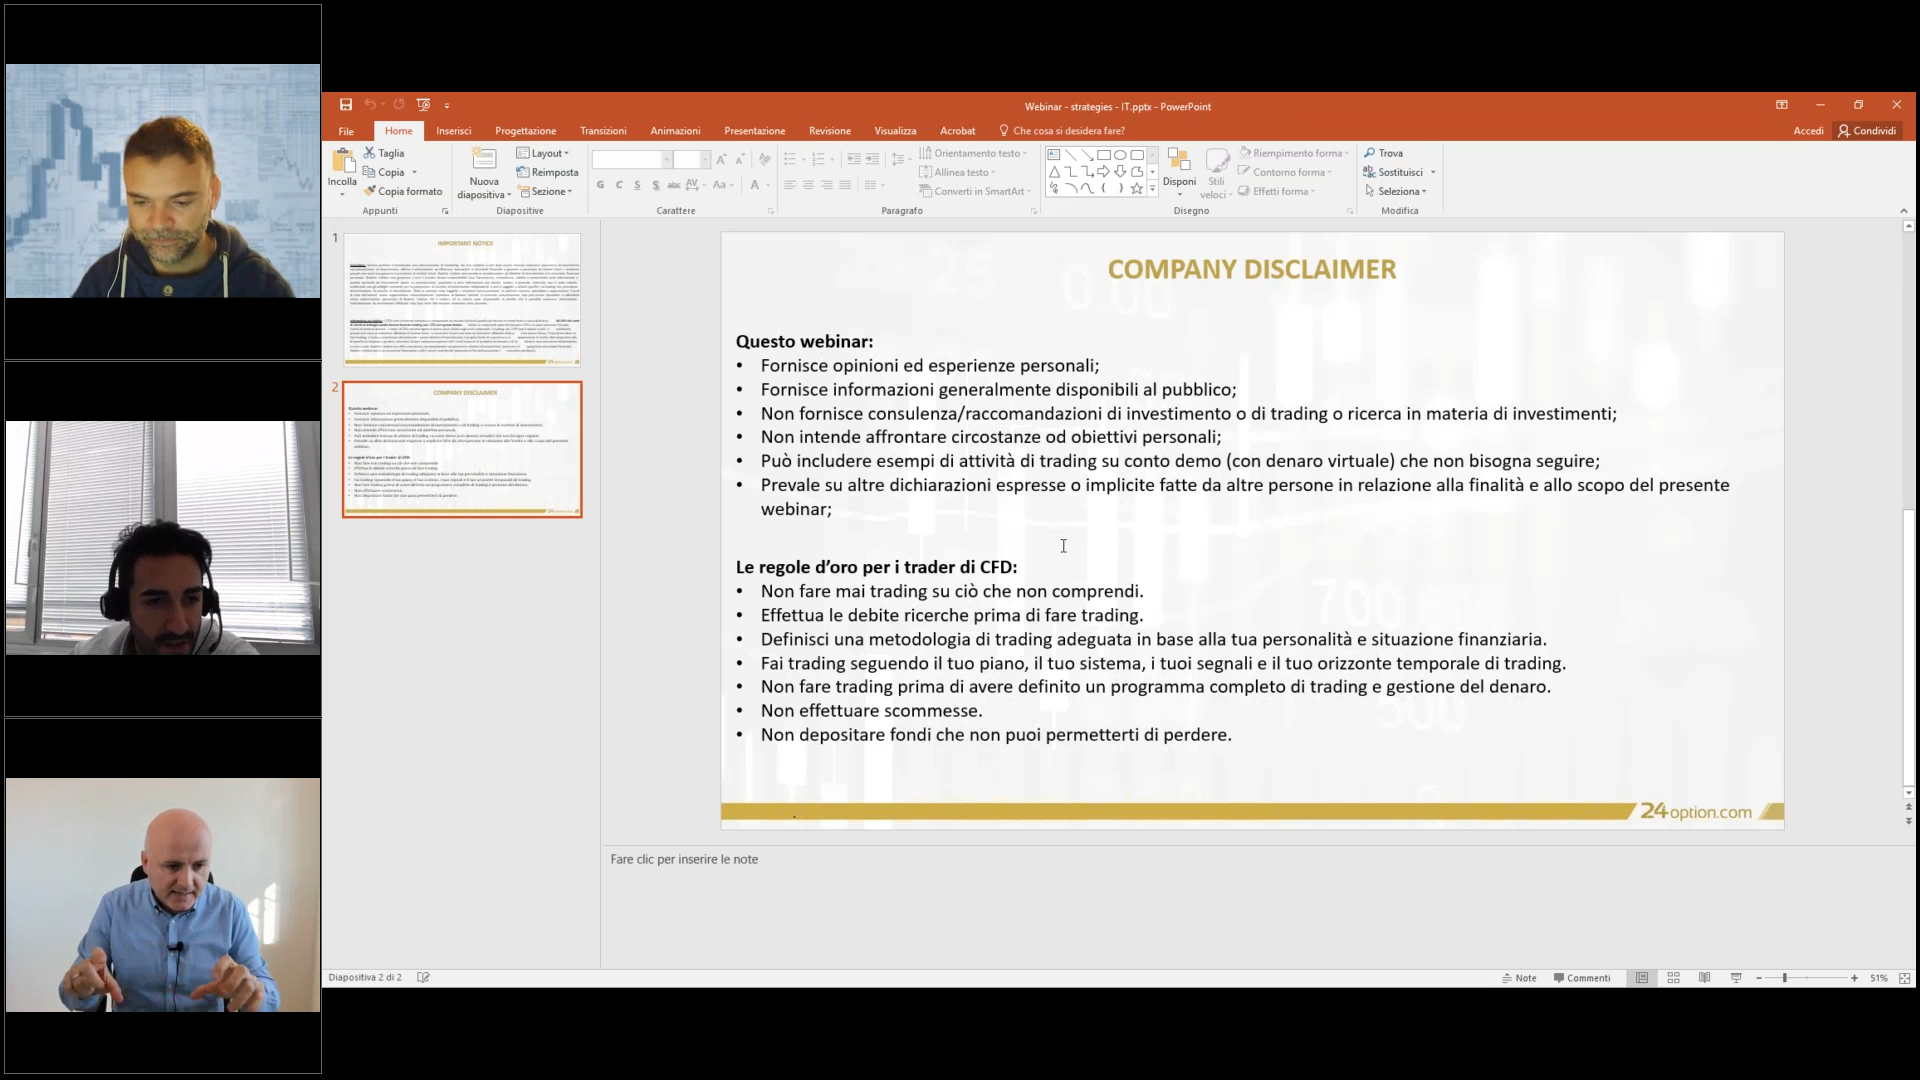 Webinar - strategies - IT.pptx - PowerPoint
File
Home
Inserisci
Progettazione
Transizioni
Animazioni
Presentazione
Revisione
Visualizza
Acrobat
Che cosa si desidera fare?
Accedi
Condividi
Incolla
Taglia
Copia
Copia formato
Appunti
Nuova
diapositiva
Layout
Reimposta
Sezione
Diapositive
G C S S abc AV Aa A
Carattere
Orientamento testo
Allinea testo
Converti in SmartArt
Paragrafo
Disponi
Stili
veloci
Riempimento forma
Contorno forma
Effetti forma
Disegno
Trova
Sostituisci
Seleziona
Modifica
1
IMPORTANT NOTICE
24option.com
2
COMPANY DISCLAIMER
COMPANY DISCLAIMER
Questo webinar:
• Fornisce opinioni ed esperienze personali;
• Fornisce informazioni generalmente disponibili al pubblico;
• Non fornisce consulenza/raccomandazioni di investimento o di trading o ricerca in materia di investimenti;
• Non intende affrontare circostanze od obiettivi personali;
• Può includere esempi di attività di trading su conto demo (con denaro virtuale) che non bisogna seguire;
• Prevale su altre dichiarazioni espresse o implicite fatte da altre persone in relazione alla finalità e allo scopo del presente
webinar;
Le regole d’oro per i trader di CFD:
• Non fare mai trading su ciò che non comprendi.
• Effettua le debite ricerche prima di fare trading.
• Definisci una metodologia di trading adeguata in base alla tua personalità e situazione finanziaria.
• Fai trading seguendo il tuo piano, il tuo sistema, i tuoi segnali e il tuo orizzonte temporale di trading.
• Non fare trading prima di avere definito un programma completo di trading e gestione del denaro.
• Non effettuare scommesse.
• Non depositare fondi che non puoi permetterti di perdere.
24option.com
Fare clic per inserire le note
Diapositiva 2 di 2
Note
Commenti
51%